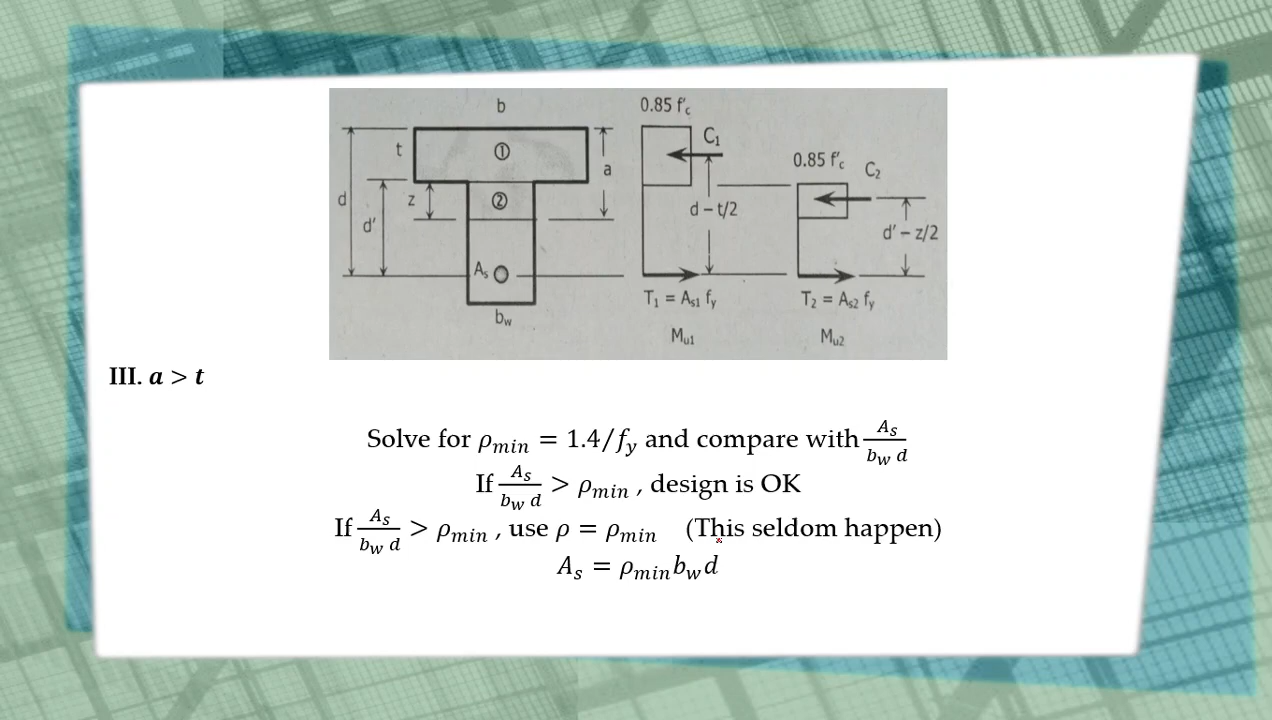 b
0.85 f'c
t
①
C₁
a
0.85 f'c
C₂
d
z
②
d'
d – t/2
d' – z/2
As
T₁ = As1 fy
T₂ = As2 fy
bw
Mu1
Mu2
III. a > t
Solve for ρmin = 1.4/fy and compare with As/bw d
If As/bw d > ρmin , design is OK
If As/bw d > ρmin , use ρ = ρmin (This seldom happen)
As = ρmin bw d